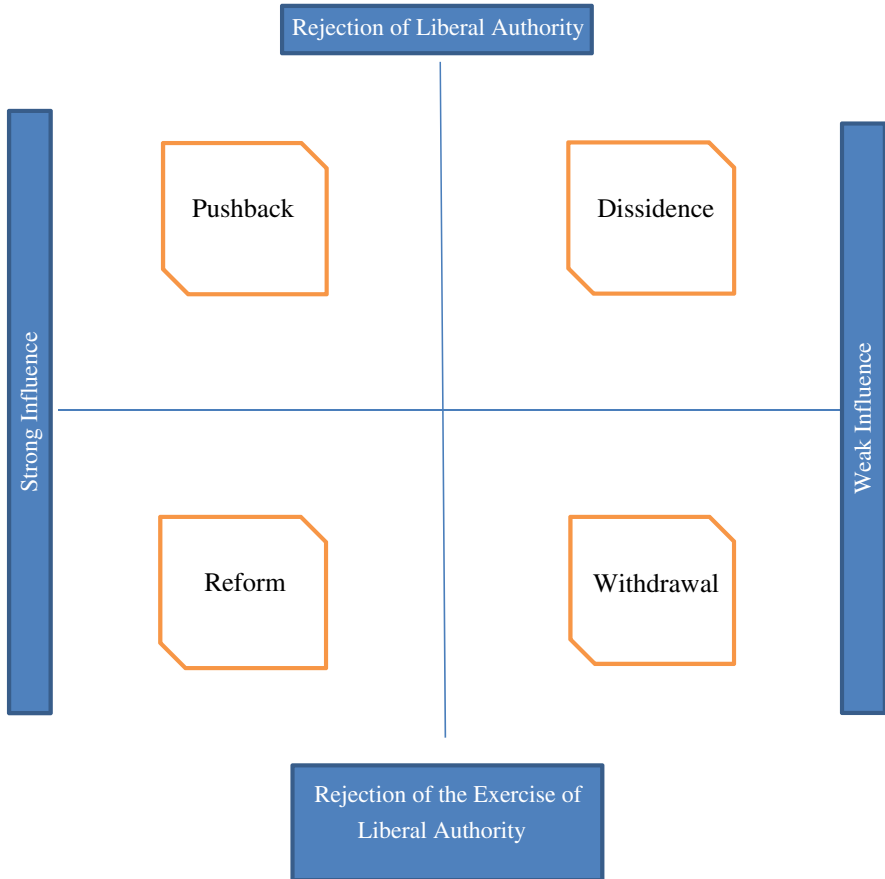 Rejection of Liberal Authority
Pushback
Dissidence
Strong Influence
Weak Influence
Reform
Withdrawal
Rejection of the Exercise of
Liberal Authority